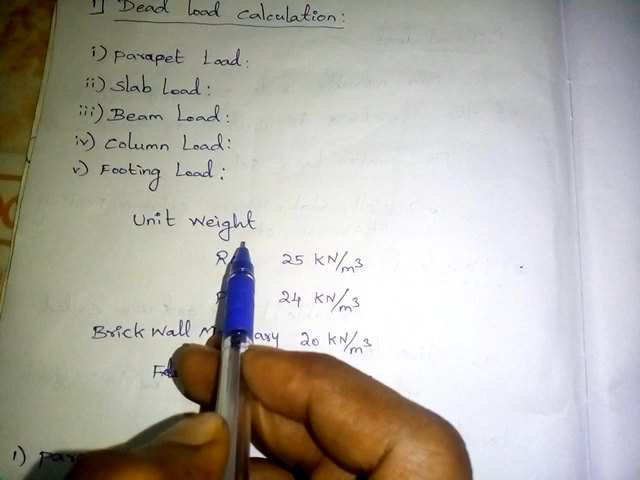 1] Dead load calculation:
i) Parapet Load:
ii) Slab Load:
iii) Beam Load:
iv) Column Load:
v) Footing Load:
Unit Weight
25 KN/m³
24 KN/m³
Brick Wall 20 KN/m³
i)